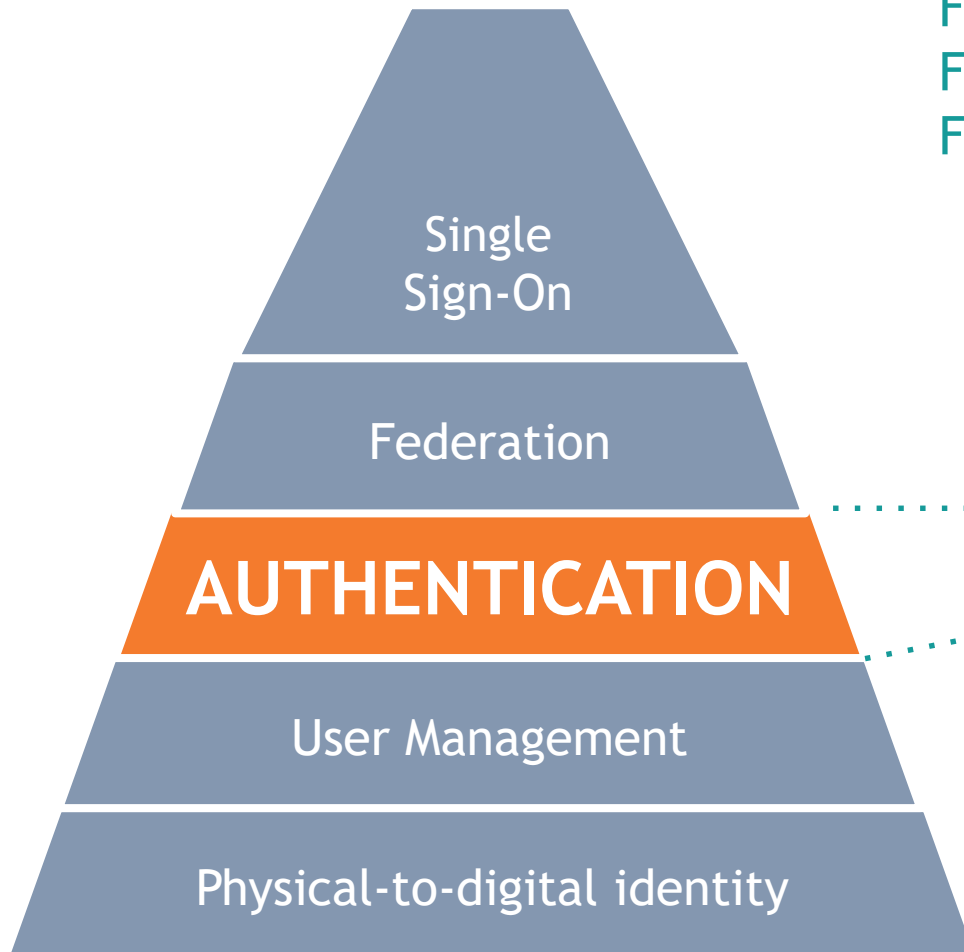 F
F
F
Single
Sign-On
Federation
AUTHENTICATION
User Management
Physical-to-digital identity